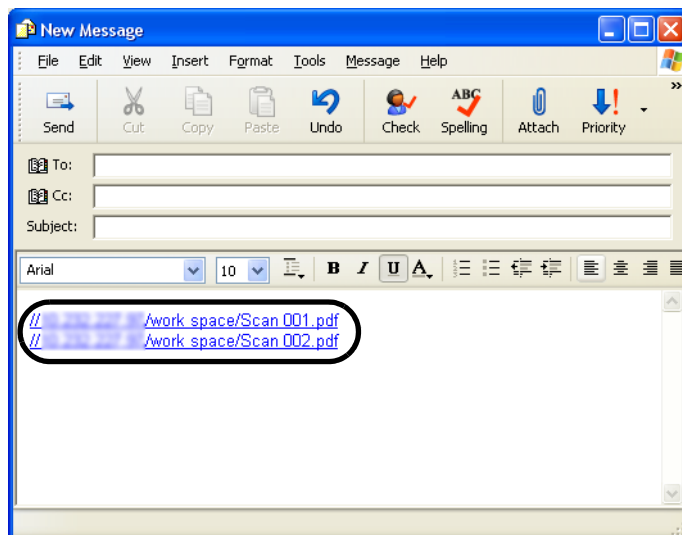 New Message
File Edit View Insert Format Tools Message Help
Send Cut Copy Paste Undo Check Spelling Attach Priority
To:
Cc:
Subject:
Arial 10
///work space/Scan 001.pdf
///work space/Scan 002.pdf